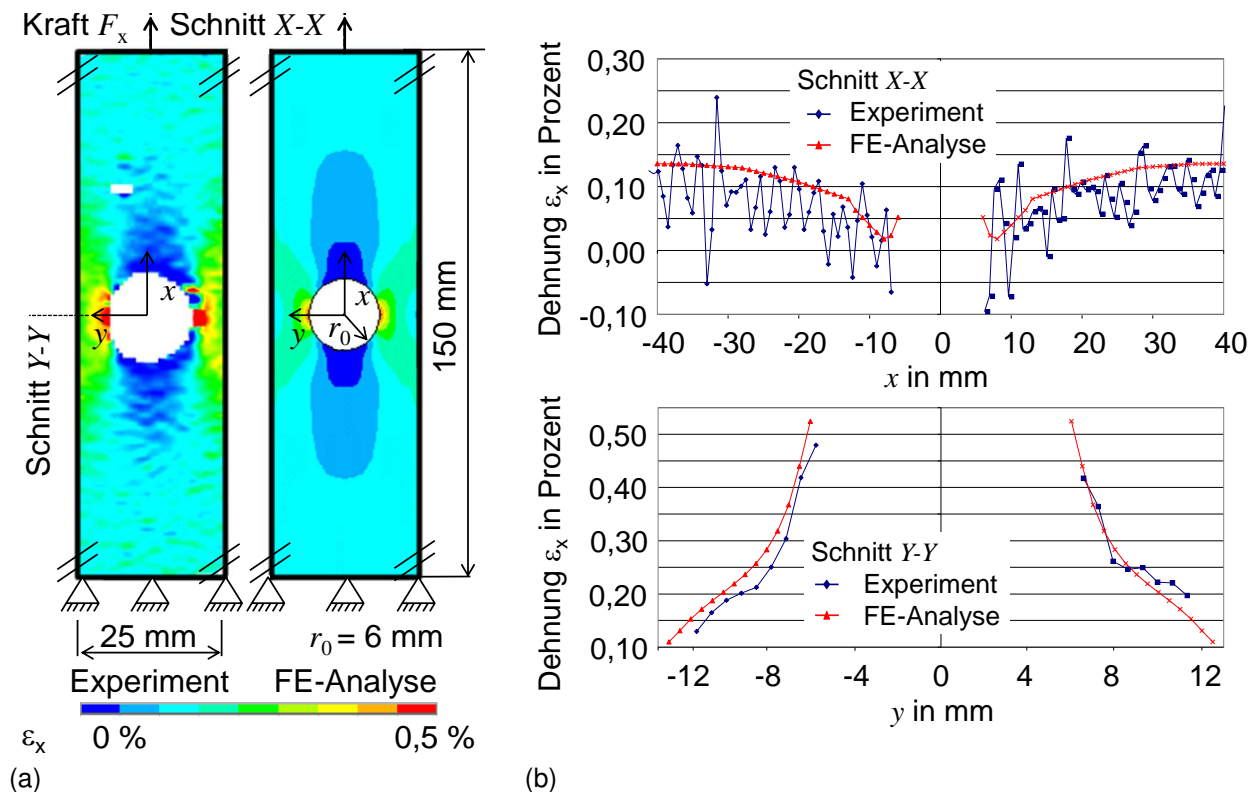 Kraft Fx Schnitt X-X
Schnitt Y-Y
x
y
x
y
r0
150 mm
25 mm
r0 = 6 mm
Experiment FE-Analyse
εx 0 % 0,5 %
(a)
Dehnung εx in Prozent
0,30
0,20
0,10
0,00
-0,10
Schnitt X-X
Experiment
FE-Analyse
-40 -30 -20 -10 0 10 20 30 40
x in mm
Dehnung εx in Prozent
0,50
0,40
0,30
0,20
0,10
Schnitt Y-Y
Experiment
FE-Analyse
-12 -8 -4 0 4 8 12
y in mm
(b)